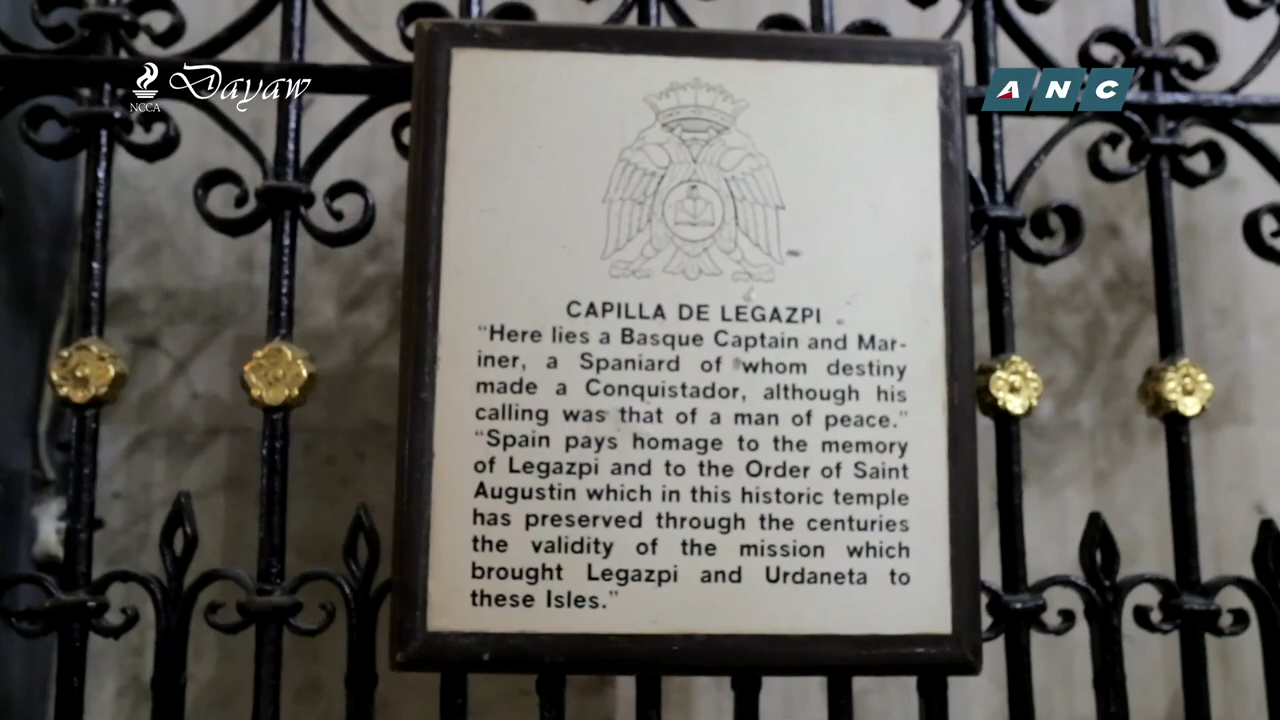 NCCA
Dayaw
ANC
CAPILLA DE LEGAZPI
"Here lies a Basque Captain and Mar-
iner, a Spaniard of whom destiny
made a Conquistador, although his
calling was that of a man of peace."
"Spain pays homage to the memory
of Legazpi and to the Order of Saint
Augustin which in this historic temple
has preserved through the centuries
the validity of the mission which
brought Legazpi and Urdaneta to
these Isles."